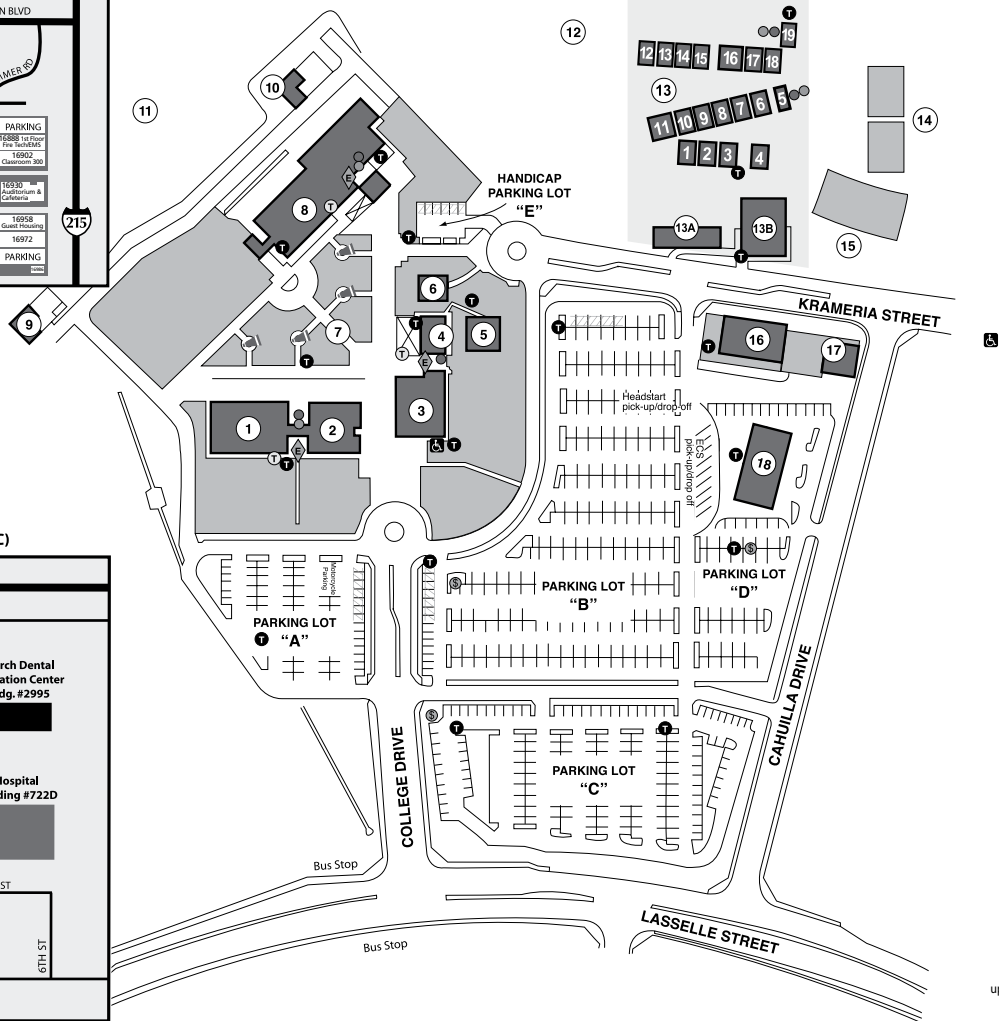 N BLVD
MER RD
PARKING
16888 1st Floor
Fire Tech/EMS
16902
Classroom 300
16930
Auditorium &
Cafeteria
16958
Guest Housing
16972
PARKING
16986
215
C)
rch Dental
ation Center
dg. #2995
Hospital
ding #722D
ST
6TH ST
11
12
10
8
E
T
T
T
9
7
T
HANDICAP
PARKING LOT
“E”
T
6
T
T
4
5
T
E
3
T
1
2
E
T
T
T
19
12 13 14 15 16 17 18
13
11 10 9 8 7 6 5
1 2 3 4
T
14
15
13A
13B
T
KRAMERIA STREET
16
17
T
T
Headstart
pick-up/drop-off
ECS
pick-up/drop off
18
T
T $
PARKING LOT
“D”
T
$
PARKING LOT
“B”
Motorcycle
Parking
PARKING LOT
“A”
T
$
T
T
PARKING LOT
“C”
COLLEGE DRIVE
CAHUILLA DRIVE
Bus Stop
Bus Stop
LASSELLE STREET
up